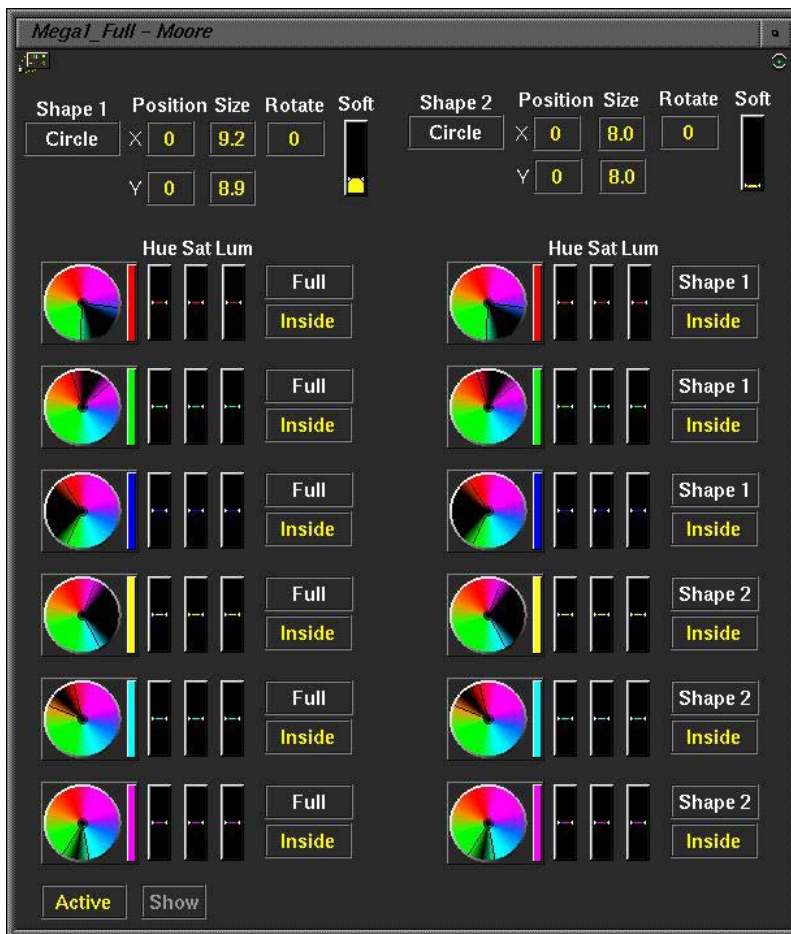 Mega1_Full - Moore
Shape 1 Position Size Rotate Soft
Circle X 0 9.2 0
Y 0 8.9
Shape 2 Position Size Rotate Soft
Circle X 0 8.0 0
Y 0 8.0
Hue Sat Lum
Hue Sat Lum
Full
Inside
Shape 1
Inside
Full
Inside
Shape 1
Inside
Full
Inside
Shape 1
Inside
Full
Inside
Shape 2
Inside
Full
Inside
Shape 2
Inside
Full
Inside
Shape 2
Inside
Active Show